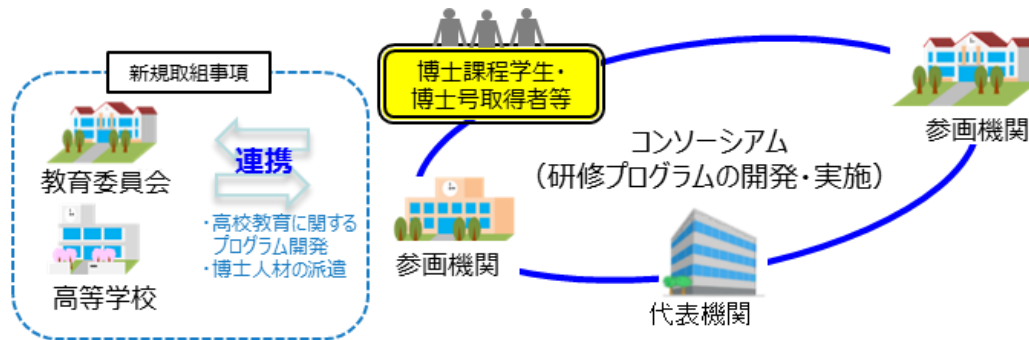 新規取組事項
教育委員会
高等学校
連携
・高校教育に関する
プログラム開発
・博士人材の派遣
博士課程学生・
博士号取得者等
コンソーシアム
（研修プログラムの開発・実施）
参画機関
参画機関
代表機関